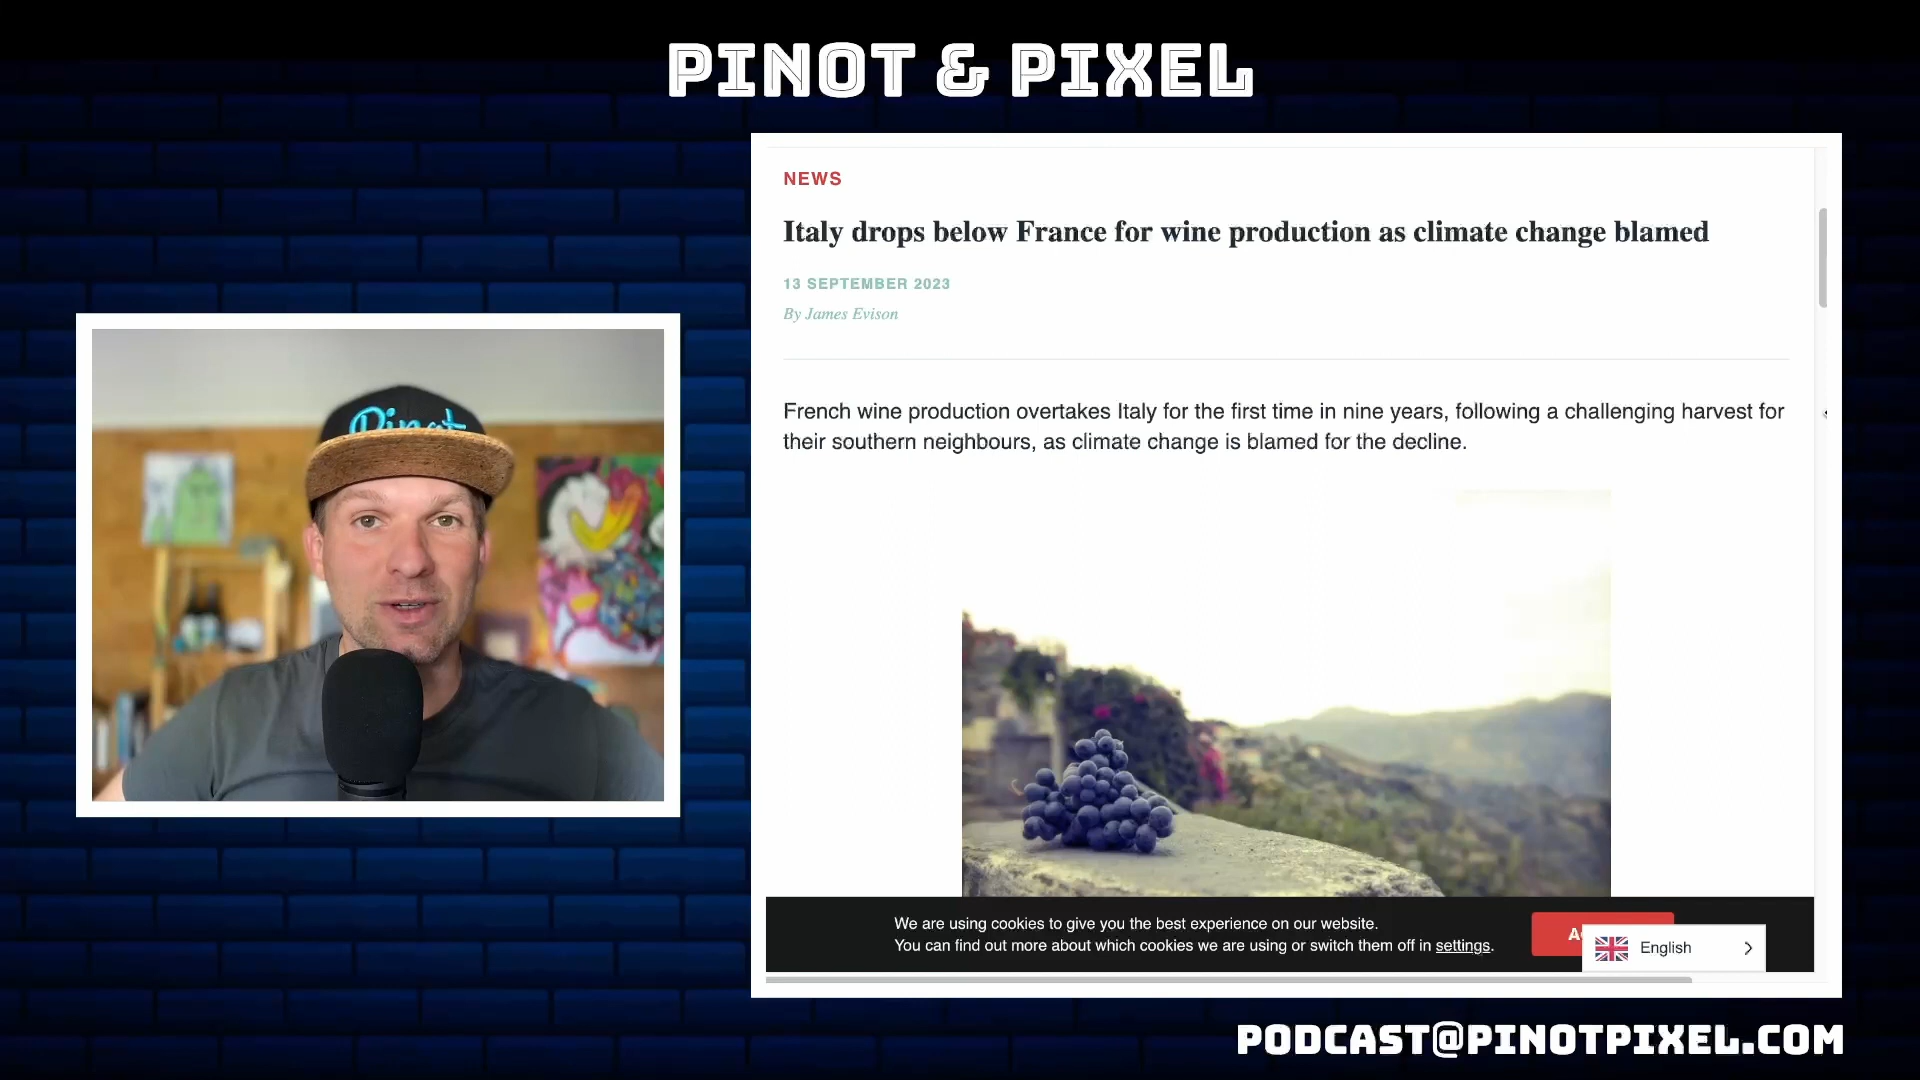 PINOT & PIXEL
NEWS
Italy drops below France for wine production as climate change blamed
13 SEPTEMBER 2023
By James Evison
French wine production overtakes Italy for the first time in nine years, following a challenging harvest for
their southern neighbours, as climate change is blamed for the decline.
Pinot
We are using cookies to give you the best experience on our website.
You can find out more about which cookies we are using or switch them off in settings.
English
PODCAST@PINOTPIXEL.COM